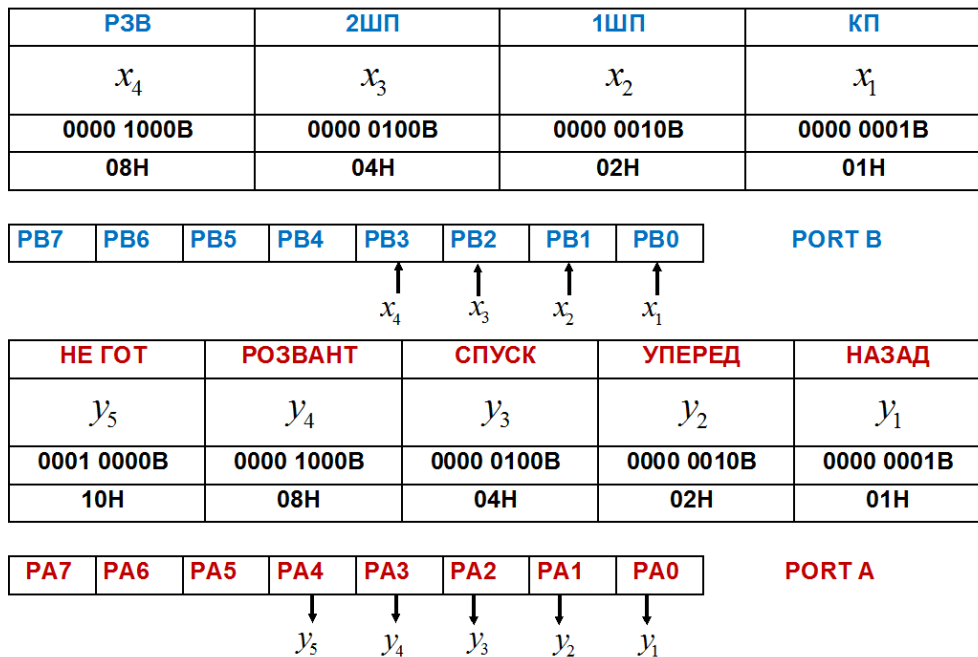 РЗВ 2ШП 1ШП КП
x4 x3 x2 x1
0000 1000B 0000 0100B 0000 0010B 0000 0001B
08H 04H 02H 01H
PB7 PB6 PB5 PB4 PB3 PB2 PB1 PB0 PORT B
x4 x3 x2 x1
НЕ ГОТ РОЗВАНТ СПУСК УПЕРЕД НАЗАД
y5 y4 y3 y2 y1
0001 0000B 0000 1000B 0000 0100B 0000 0010B 0000 0001B
10H 08H 04H 02H 01H
PA7 PA6 PA5 PA4 PA3 PA2 PA1 PA0 PORT A
y5 y4 y3 y2 y1